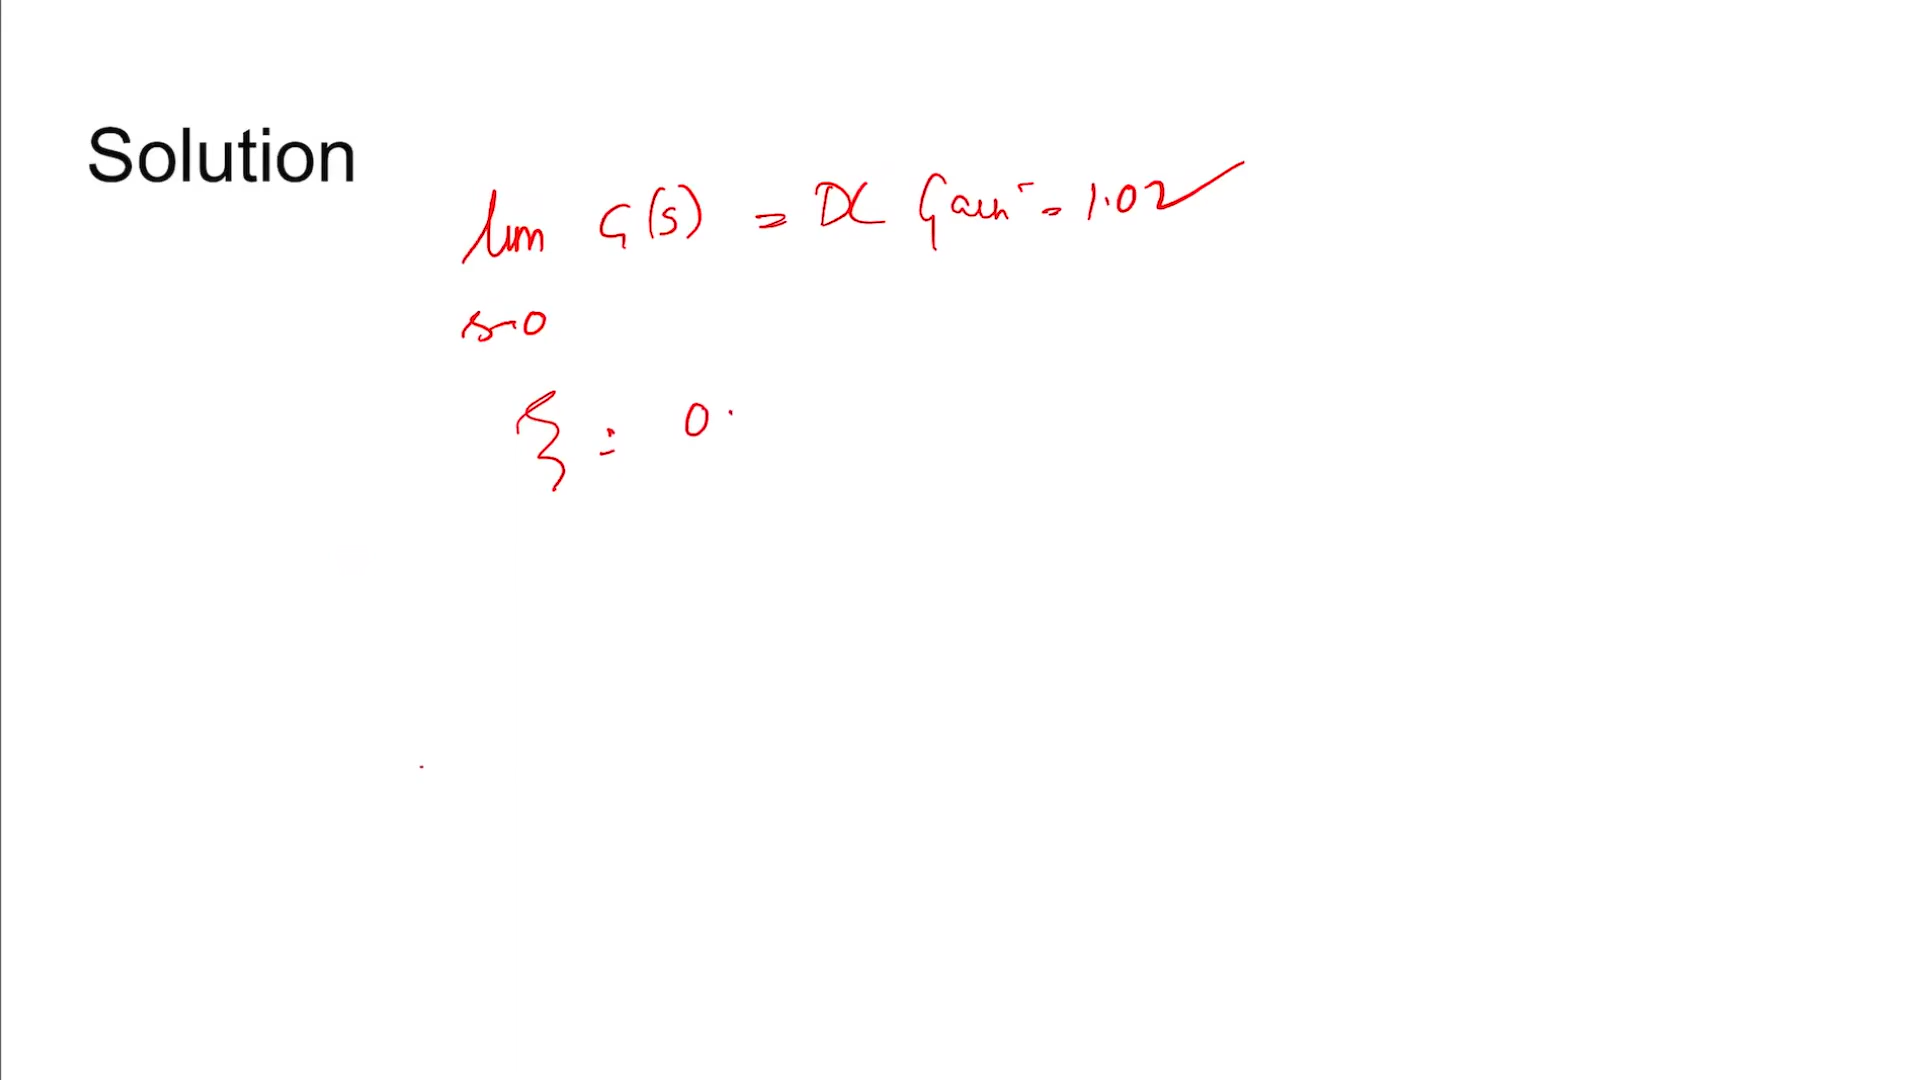 Solution
lim G(s) = DC Gain = 1.02
s→0
ξ = 0.